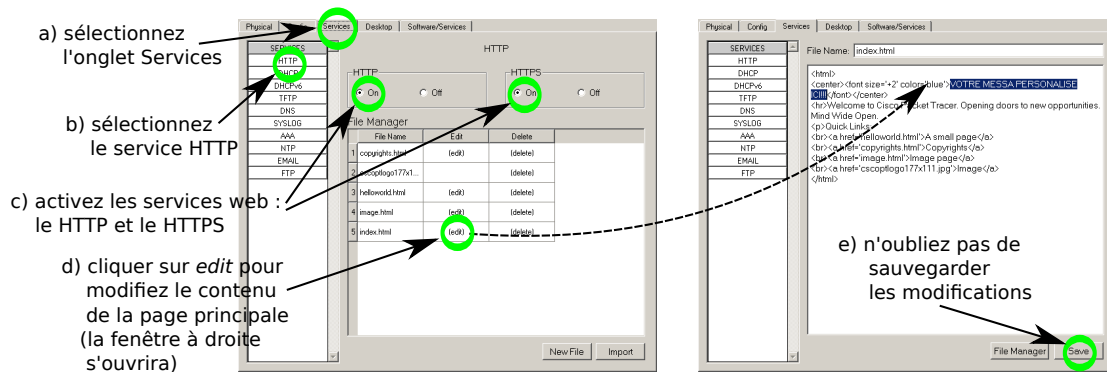 a) sélectionnez
l'onglet Services
b) sélectionnez
le service HTTP
c) activez les services web :
le HTTP et le HTTPS
d) cliquer sur edit pour
modifiez le contenu
de la page principale
(la fenêtre à droite
s'ouvrira)
Physical Services Desktop Software/Services
SERVICES
HTTP
DHCP
DHCPv6
TFTP
DNS
SYSLOG
AAA
NTP
EMAIL
FTP
HTTP
HTTP
On Off
HTTPS
On Off
File Manager
File Name Edit Delete
1 copyrights.html (edit) (delete)
2 cscoptlogo177x1... (delete)
3 helloworld.html (edit) (delete)
4 image.html (edit) (delete)
5 index.html (edit) (delete)
New File Import
Physical Config Services Desktop Software/Services
SERVICES
HTTP
DHCP
DHCPv6
TFTP
DNS
SYSLOG
AAA
NTP
EMAIL
FTP
File Name: index.html
<html>
<center><font size='+2' color='blue'>VOTRE MESSA PERSONALISE
ICI!!!</font></center>
<hr>Welcome to Cisco Packet Tracer. Opening doors to new opportunities.
Mind Wide Open.
<p>Quick Links:
<br><a href='helloworld.html'>A small page</a>
<br><a href='copyrights.html'>Copyrights</a>
<br><a href='image.html'>Image page</a>
<br><a href='cscoptlogo177x111.jpg'>Image</a>
</html>
e) n'oubliez pas de
sauvegarder
les modifications
File Manager Save